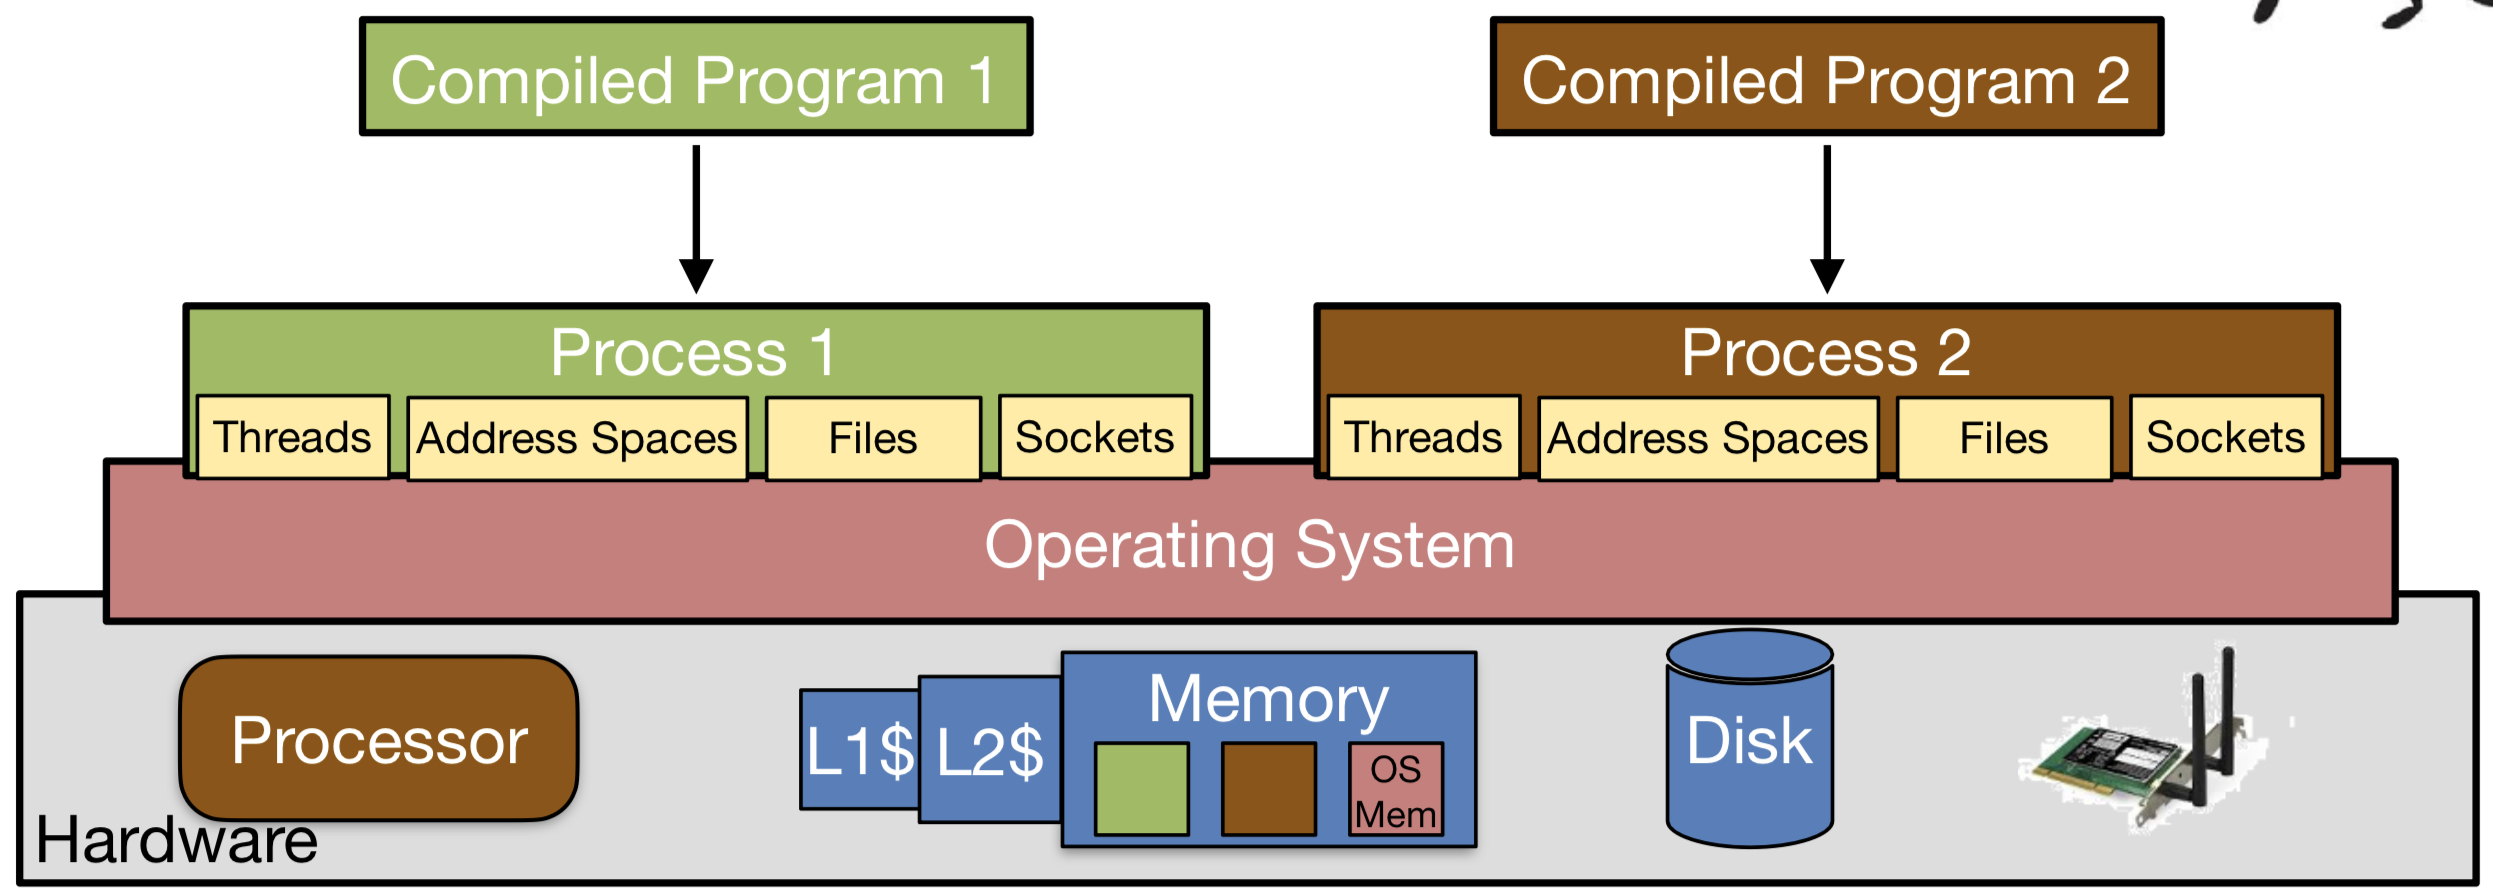 Compiled Program 1
Compiled Program 2
Process 1
Process 2
Threads
Address Spaces
Files
Sockets
Threads
Address Spaces
Files
Sockets
Operating System
Processor
L1$
L2$
Memory
OS
Mem
Disk
Hardware